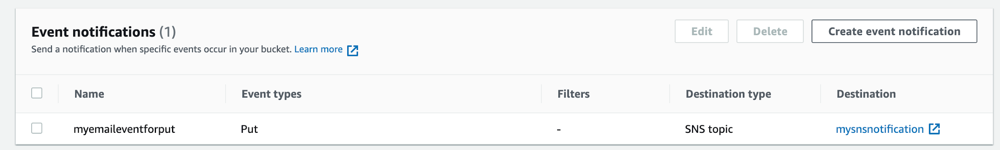 Event notifications (1)
Edit
Delete
Create event notification
Send a notification when specific events occur in your bucket. Learn more
Name Event types Filters Destination type Destination
myemaileventforput Put - SNS topic mysnsnotification